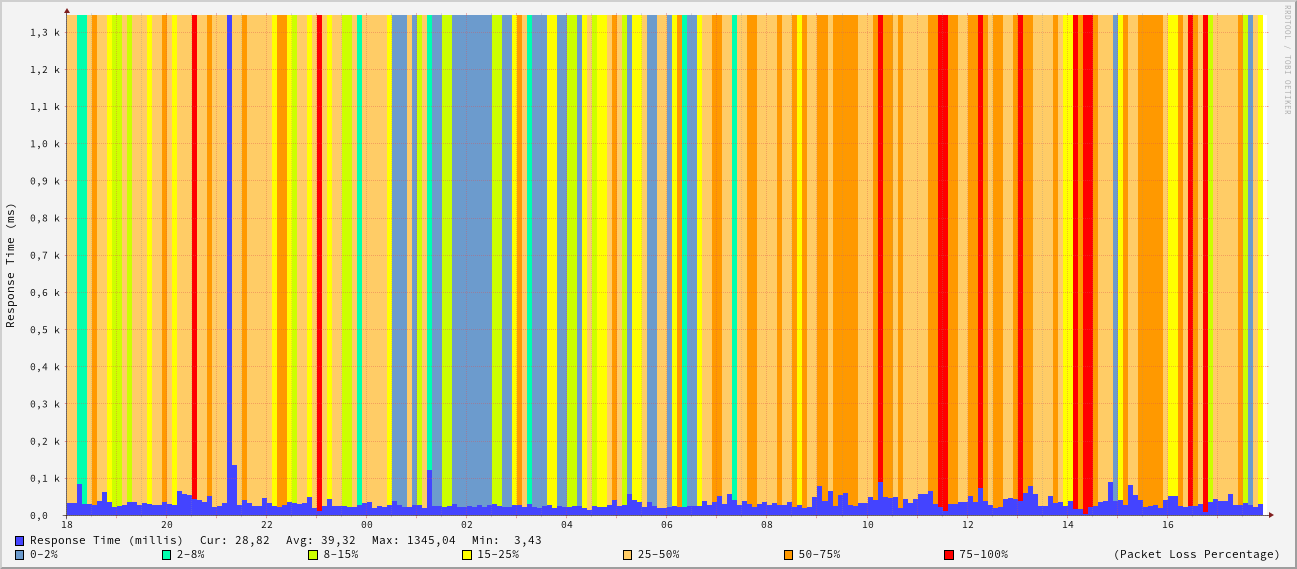 RRDTOOL / TOBI OETIKER
Response Time (ms)
1,3 k
1,2 k
1,1 k
1,0 k
0,9 k
0,8 k
0,7 k
0,6 k
0,5 k
0,4 k
0,3 k
0,2 k
0,1 k
0,0
18 20 22 00 02 04 06 08 10 12 14 16
Response Time (millis) Cur: 28,82 Avg: 39,32 Max: 1345,04 Min: 3,43
0-2% 2-8% 8-15% 15-25% 25-50% 50-75% 75-100% (Packet Loss Percentage)